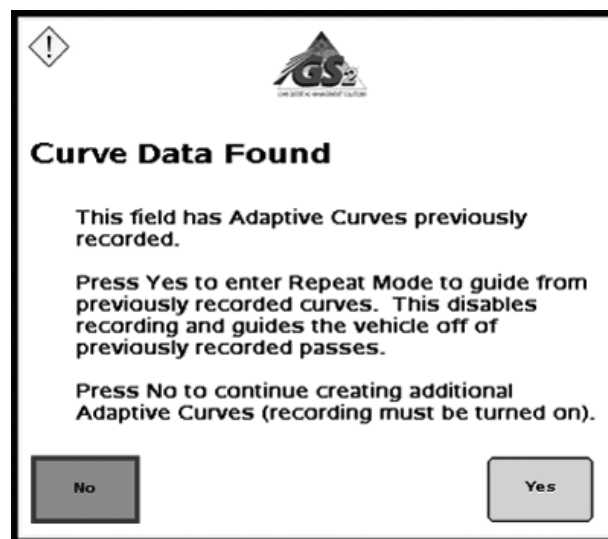 !
GS2
Curve Data Found
This field has Adaptive Curves previously
recorded.
Press Yes to enter Repeat Mode to guide from
previously recorded curves. This disables
recording and guides the vehicle off of
previously recorded passes.
Press No to continue creating additional
Adaptive Curves (recording must be turned on).
No
Yes